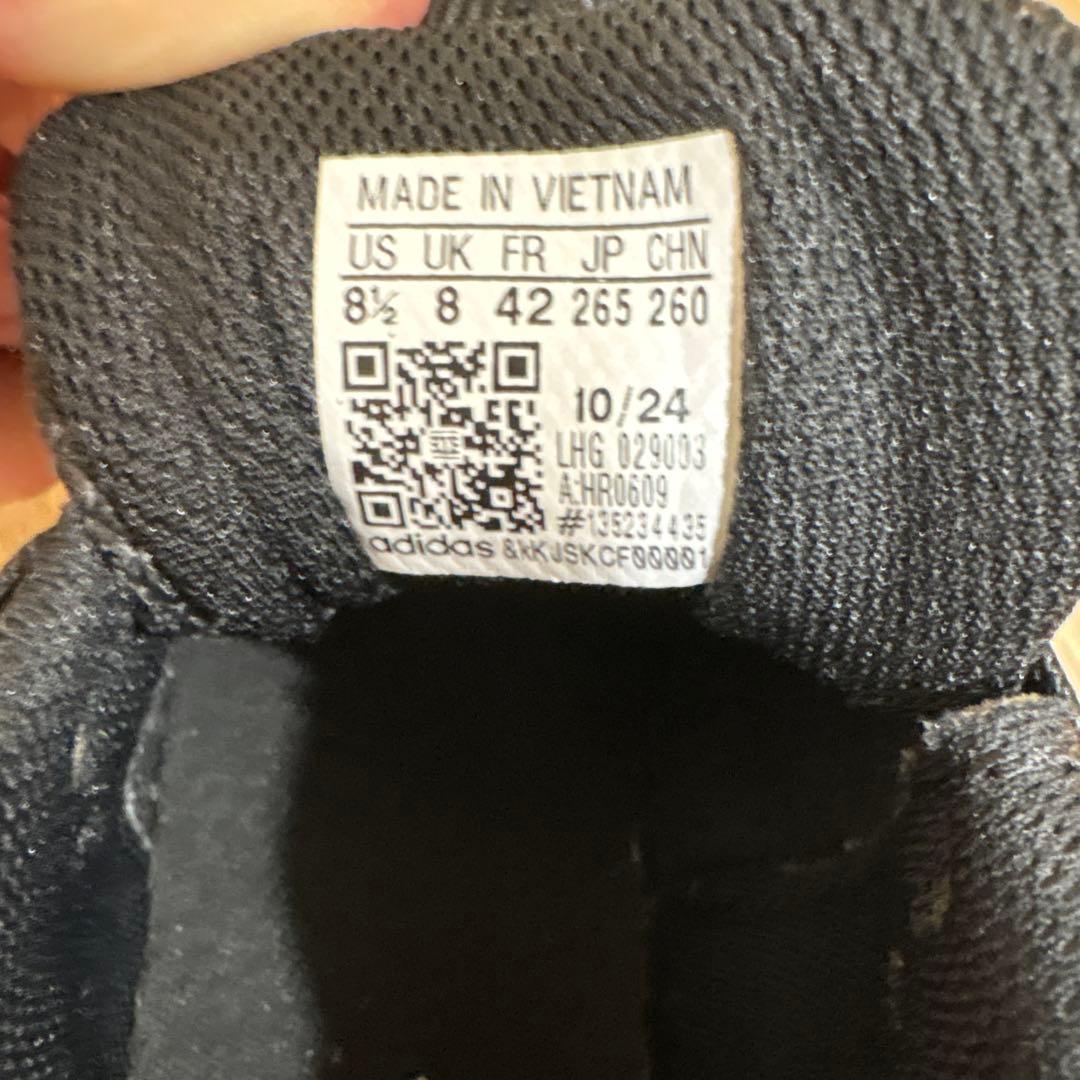 MADE IN VIETNAM
US UK FR JP CHN
8½ 8 42 265 260
10/24
LHG 029003
A:HR0609
#135234435
adidas &kKJSKCF00001